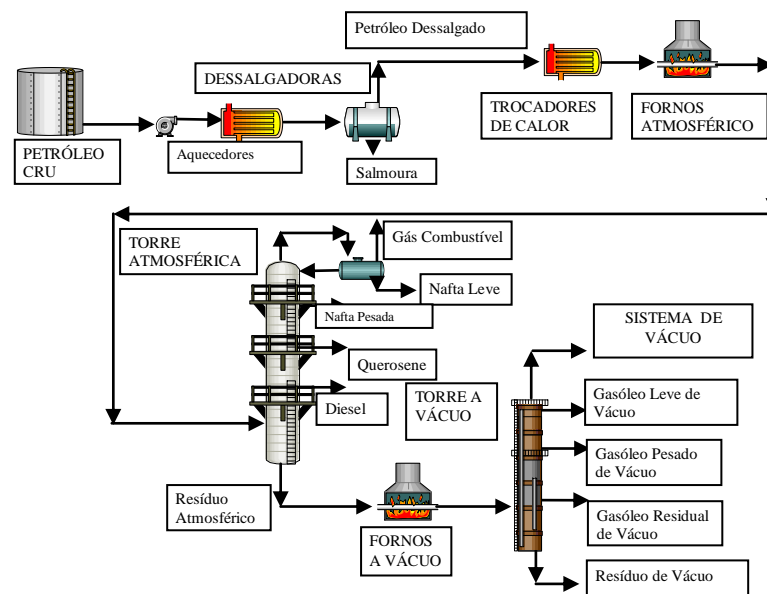 Petróleo Dessalgado
DESSALGADORAS
TROCADORES
DE CALOR
FORNOS
ATMOSFÉRICO
PETRÓLEO
CRU
Aquecedores
Salmoura
TORRE
ATMOSFÉRICA
Gás Combustível
Nafta Leve
Nafta Pesada
Querosene
Diesel
TORRE A
VÁCUO
SISTEMA DE
VÁCUO
Gasóleo Leve de
Vácuo
Gasóleo Pesado
de Vácuo
Gasóleo Residual
de Vácuo
Resíduo
Atmosférico
FORNOS
A VÁCUO
Resíduo de Vácuo